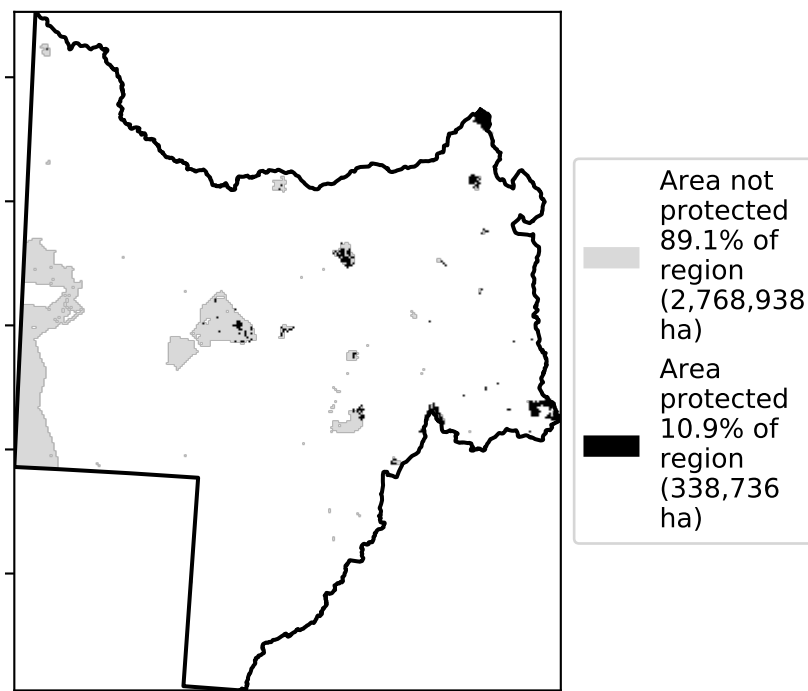 Area not
protected
89.1% of
region
(2,768,938
ha)
Area
protected
10.9% of
region
(338,736
ha)